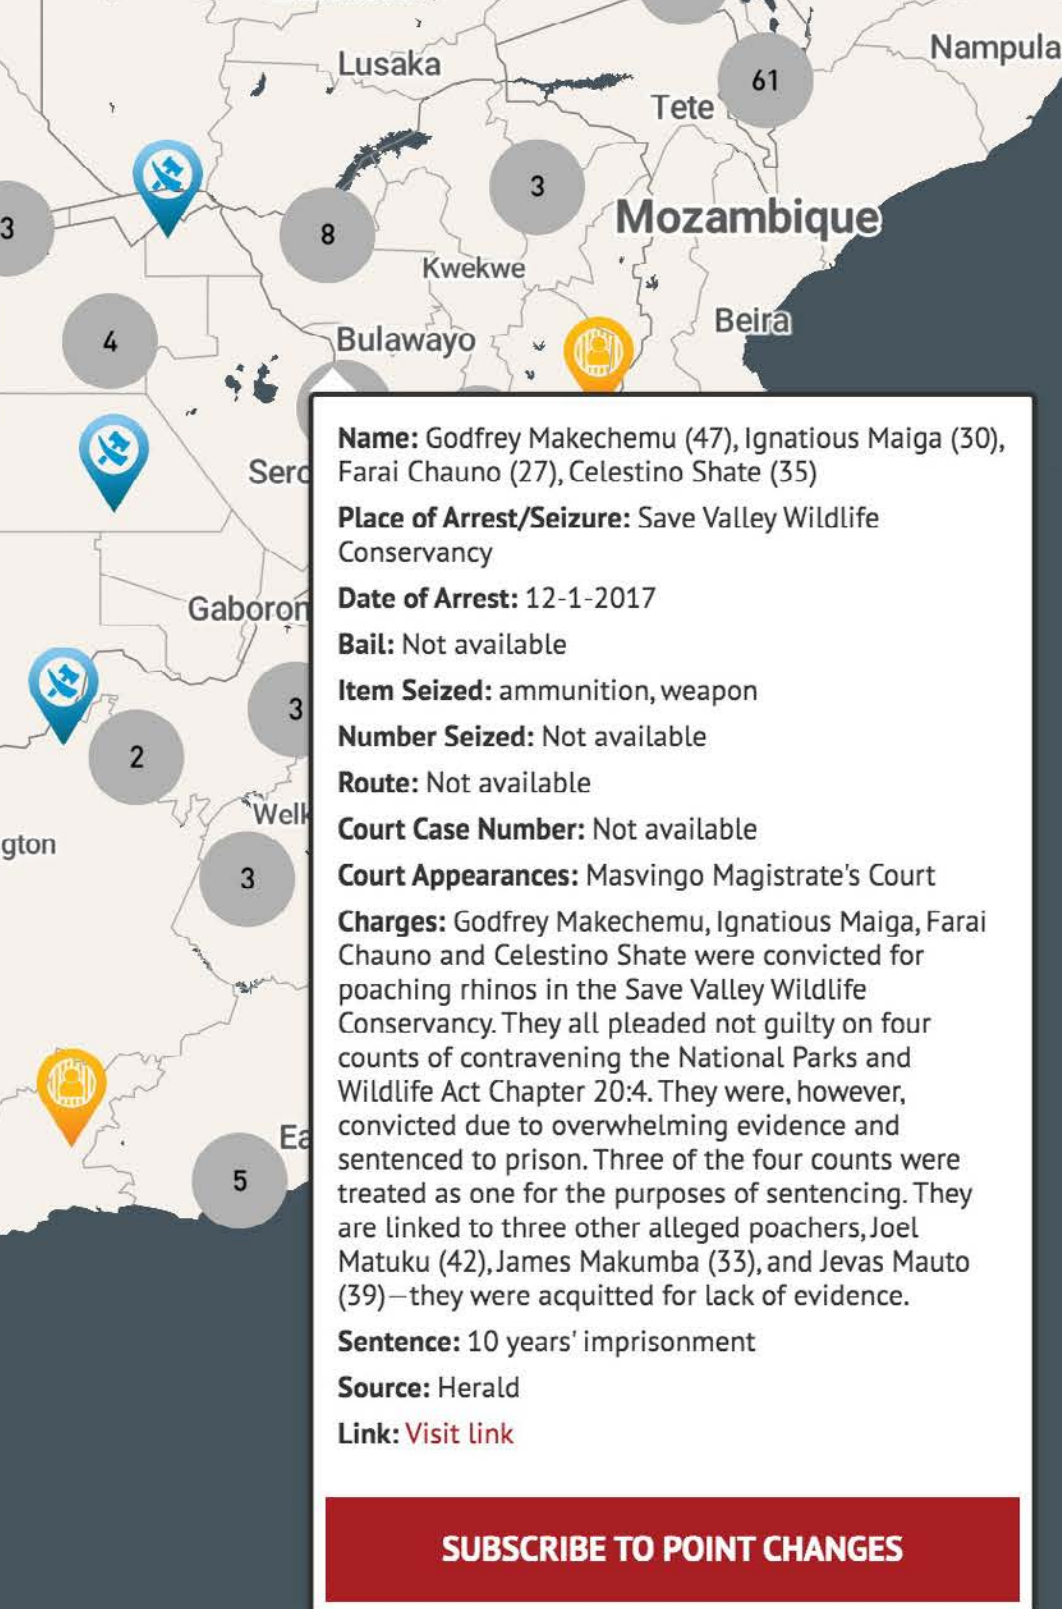 Lusaka
Nampula
61
Tete
3
3
8
Mozambique
Kwekwe
4
Bulawayo
Beira
Name: Godfrey Makechemu (47), Ignatious Maiga (30),
Farai Chauno (27), Celestino Shate (35)
Sero
Place of Arrest/Seizure: Save Valley Wildlife
Conservancy
Gaboron
Date of Arrest: 12-1-2017
Bail: Not available
Item Seized: ammunition, weapon
3
Number Seized: Not available
2
Route: Not available
Welk
Court Case Number: Not available
gton
3
Court Appearances: Masvingo Magistrate's Court
Charges: Godfrey Makechemu, Ignatious Maiga, Farai
Chauno and Celestino Shate were convicted for
poaching rhinos in the Save Valley Wildlife
Conservancy. They all pleaded not guilty on four
counts of contravening the National Parks and
Wildlife Act Chapter 20:4. They were, however,
convicted due to overwhelming evidence and
sentenced to prison. Three of the four counts were
treated as one for the purposes of sentencing. They
are linked to three other alleged poachers, Joel
Matuku (42), James Makumba (33), and Jevas Mauto
(39)—they were acquitted for lack of evidence.
Ea
5
Sentence: 10 years' imprisonment
Source: Herald
Link: Visit link
SUBSCRIBE TO POINT CHANGES